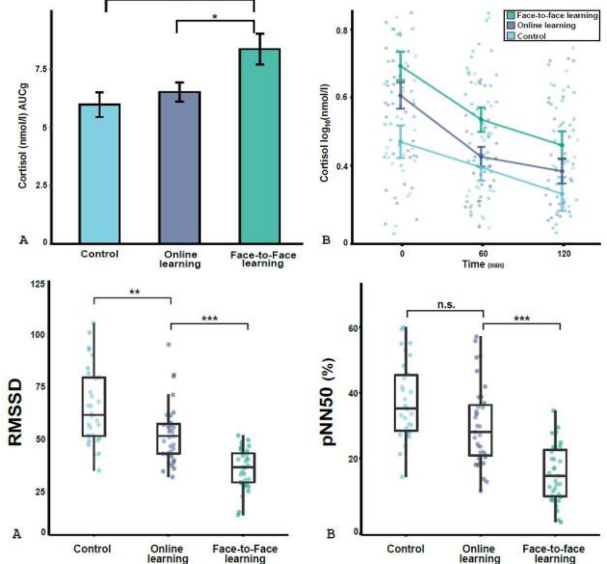 Cortisol (nmol/l) AUCg
7.5
5
2.5
0
*
A
Control
Online
learning
Face-to-Face
learning
Cortisol log10(nmol/l)
0.8
0.6
0.4
0
Face-to-face learning
Online learning
Control
B
0
60
120
Time (min)
RMSSD
125
100
75
50
25
0
**
***
A
Control
Online
learning
Face-to-Face
learning
pNN50 (%)
60
40
20
0
n.s.
***
B
Control
Online
learning
Face-to-face
learning